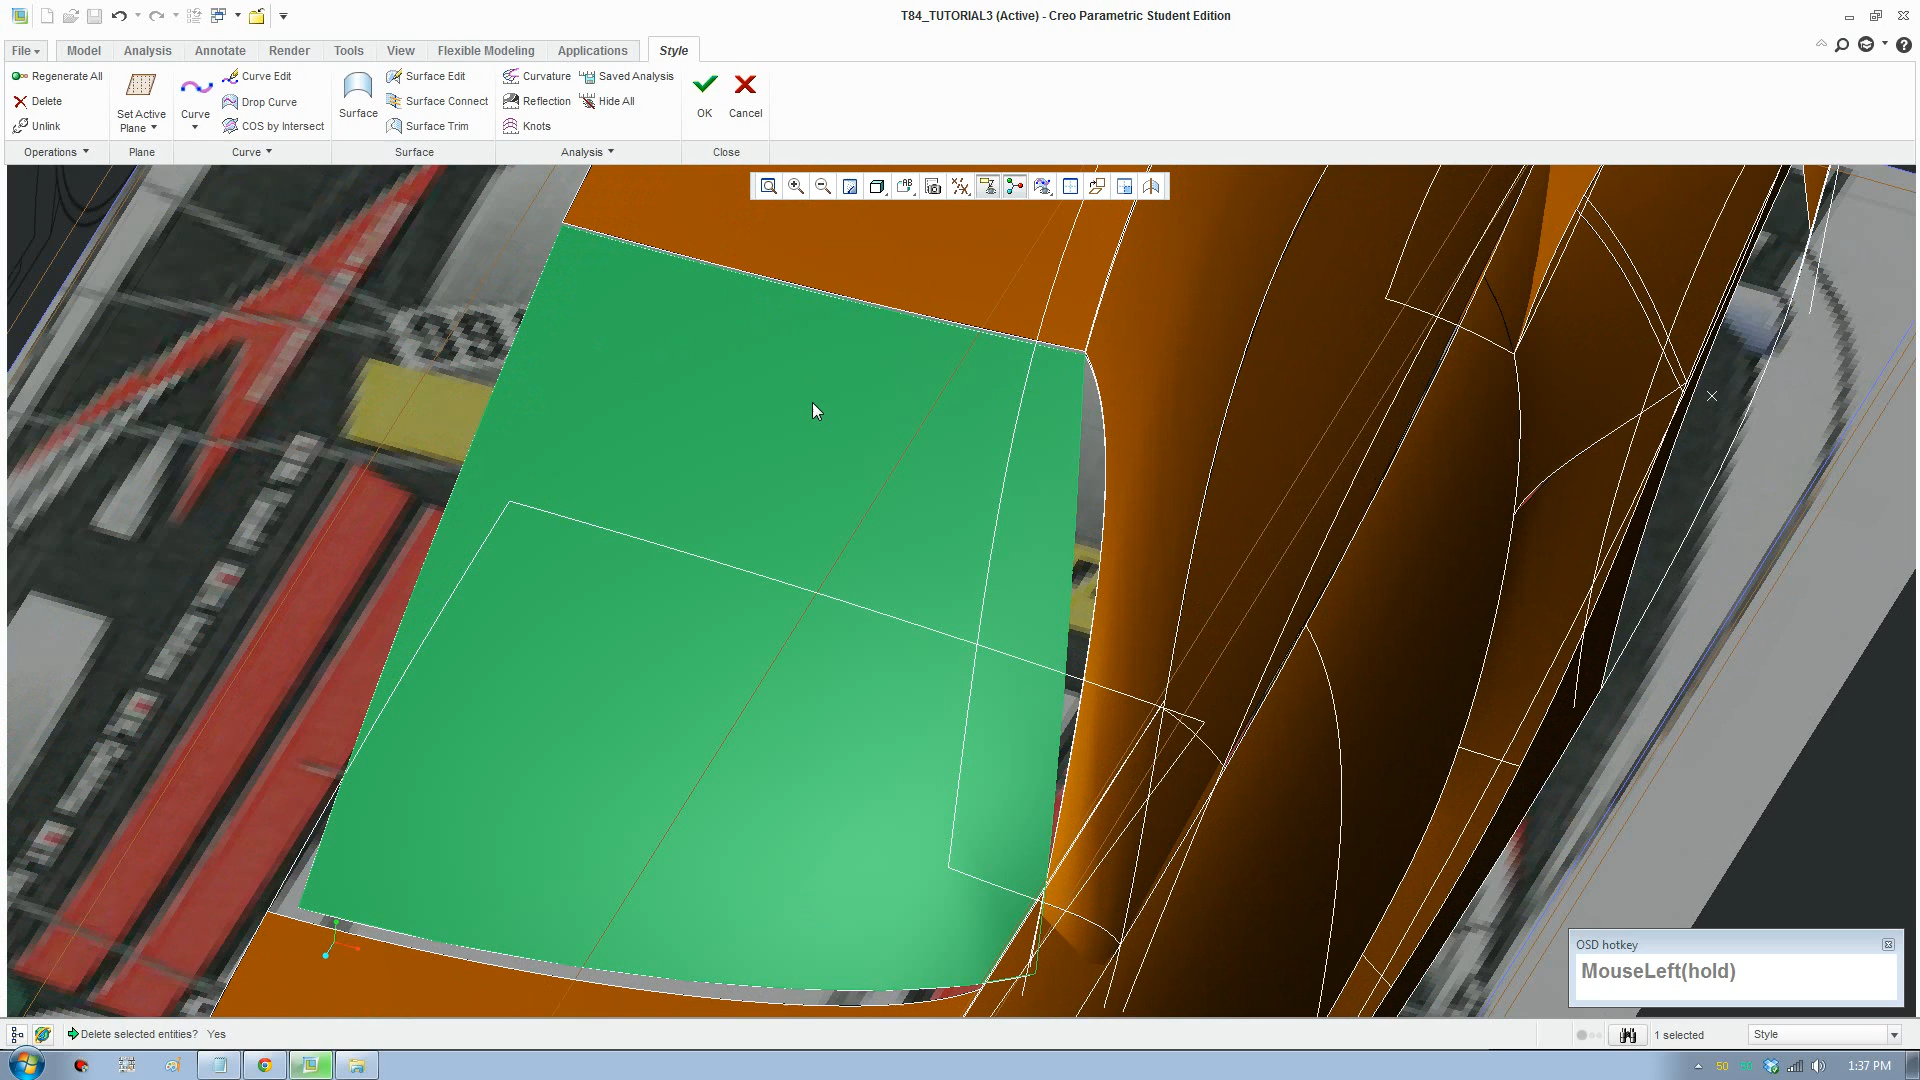 T84_TUTORIAL3 (Active) - Creo Parametric Student Edition
File Model Analysis Annotate Render Tools View Flexible Modeling Applications Style
Regenerate All
Delete
Unlink
Set Active
Plane
Curve
Curve Edit
Drop Curve
COS by Intersect
Surface
Surface Edit
Surface Connect
Surface Trim
Curvature
Reflection
Knots
Saved Analysis
Hide All
OK
Cancel
Operations Plane Curve Surface Analysis Close
OSD hotkey
MouseLeft(hold)
Delete selected entities? Yes
1 selected
Style
50
1:37 PM